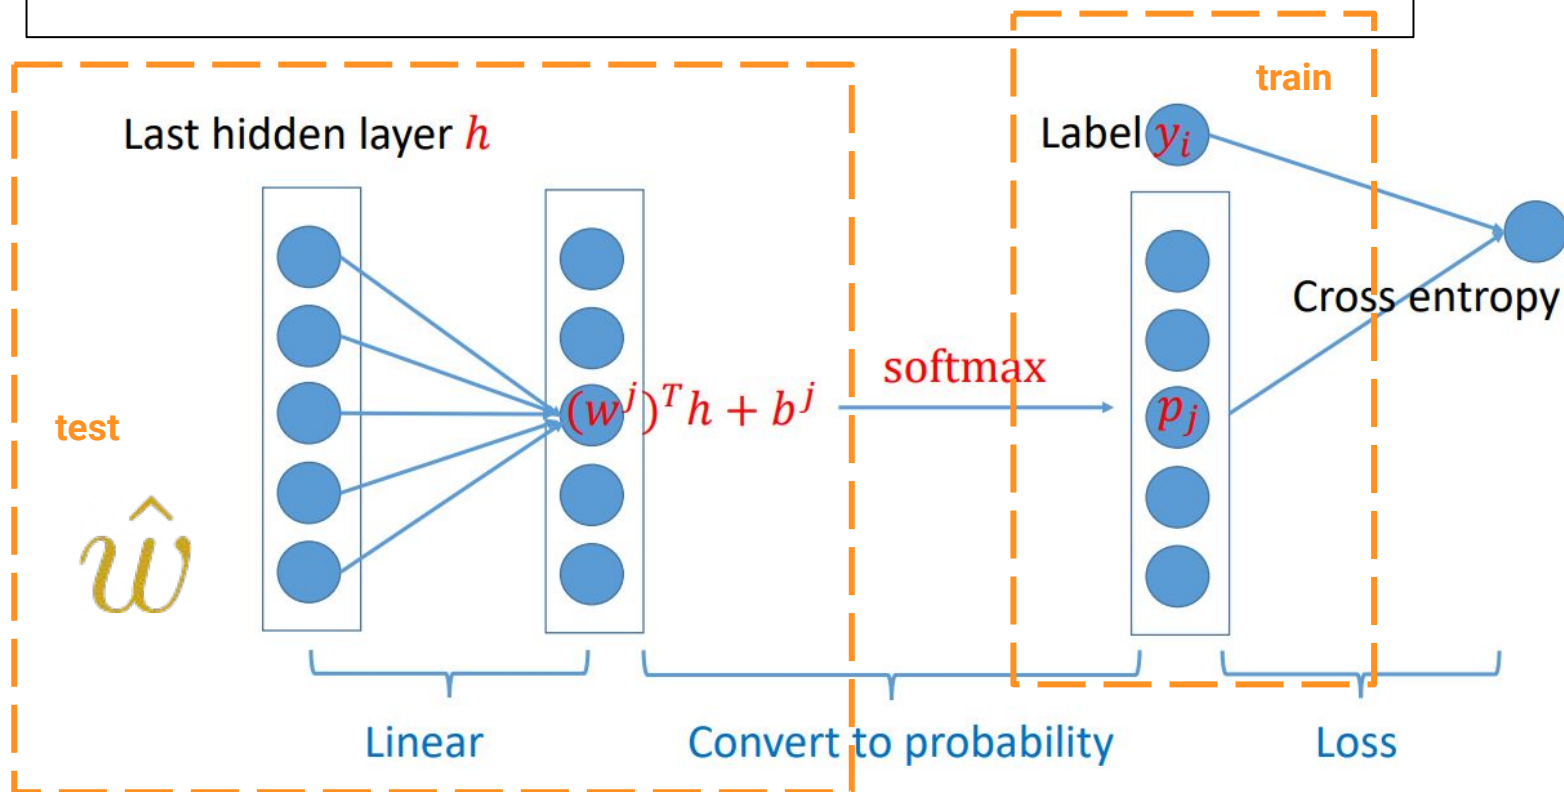 train
Last hidden layer h
Label y_i
Cross entropy
softmax
(w^j)^T h + b^j
p_j
test
ŵ
Linear
Convert to probability
Loss